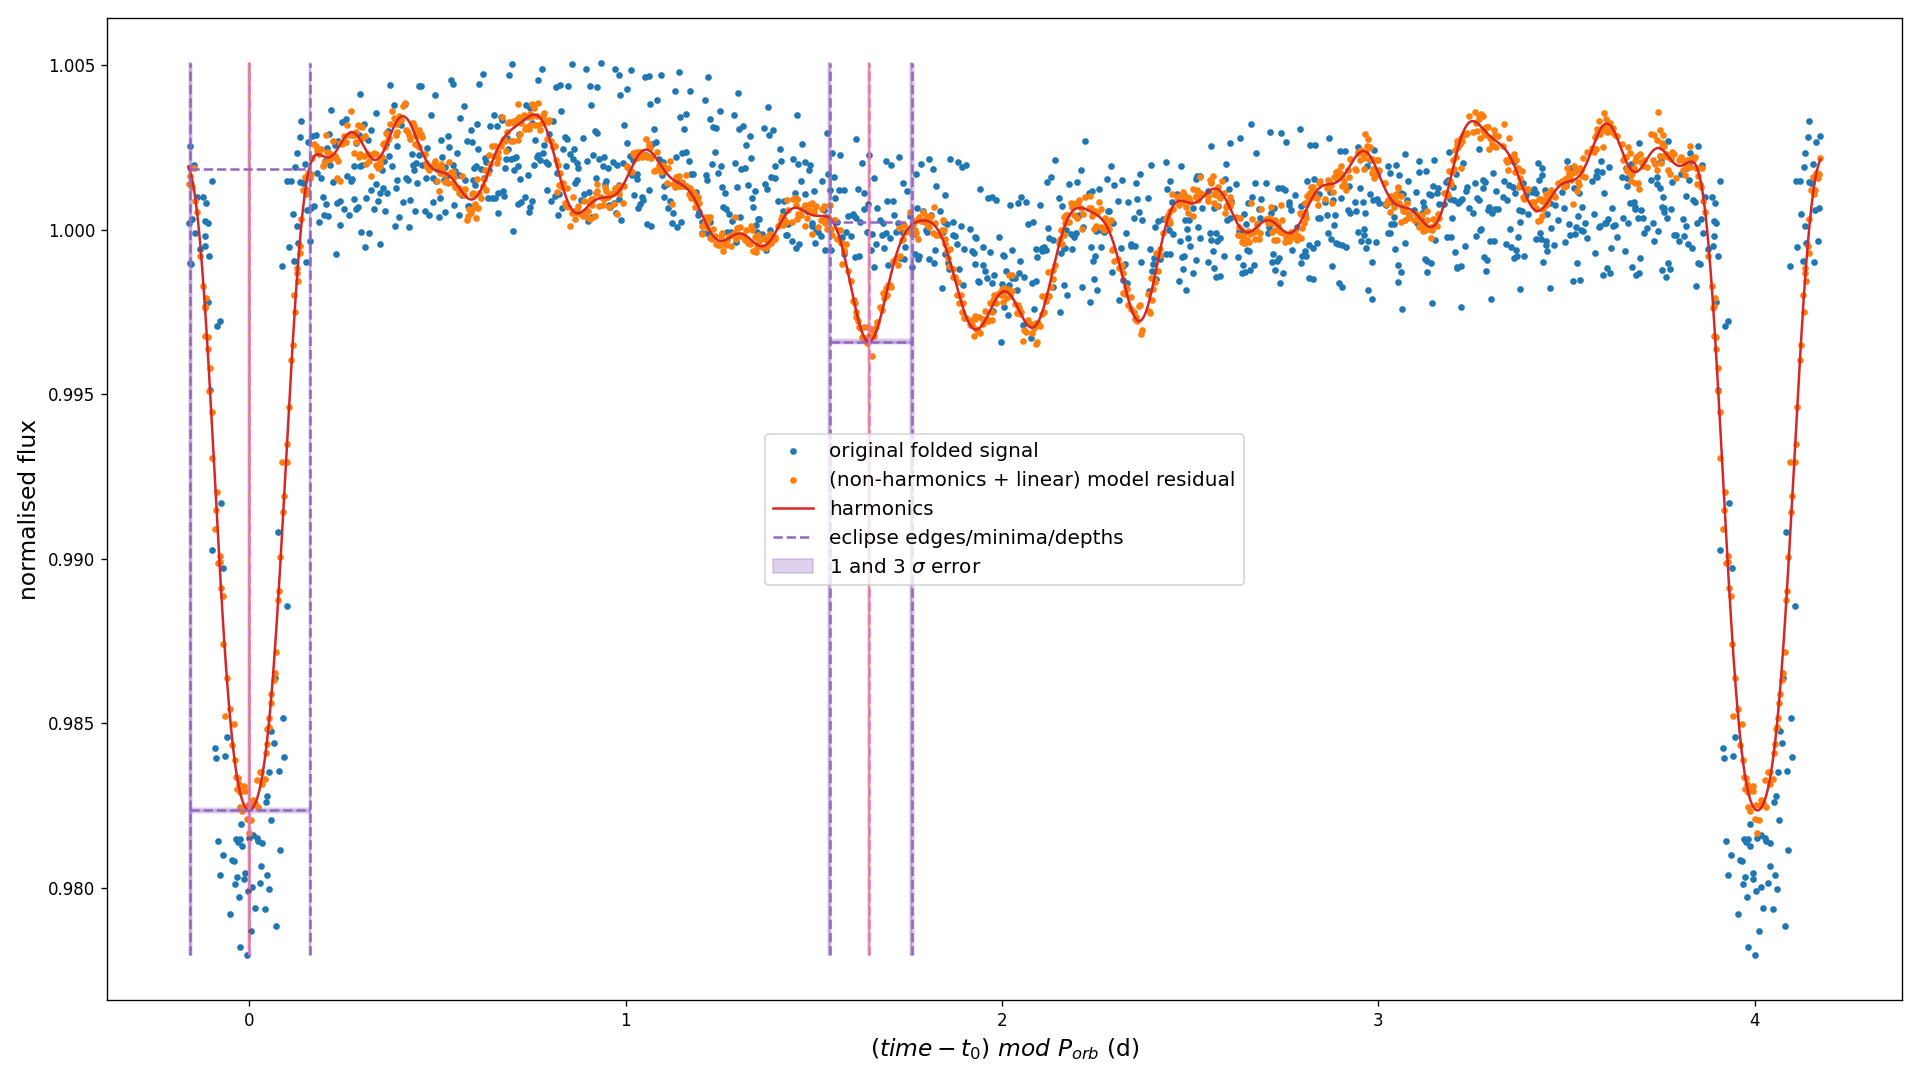 1.005
1.000
0.995
0.990
0.985
0.980
normalised flux
original folded signal
(non-harmonics + linear) model residual
harmonics
eclipse edges/minima/depths
1 and 3 σ error
0 1 2 3 4
(time − t₀) mod P_orb (d)